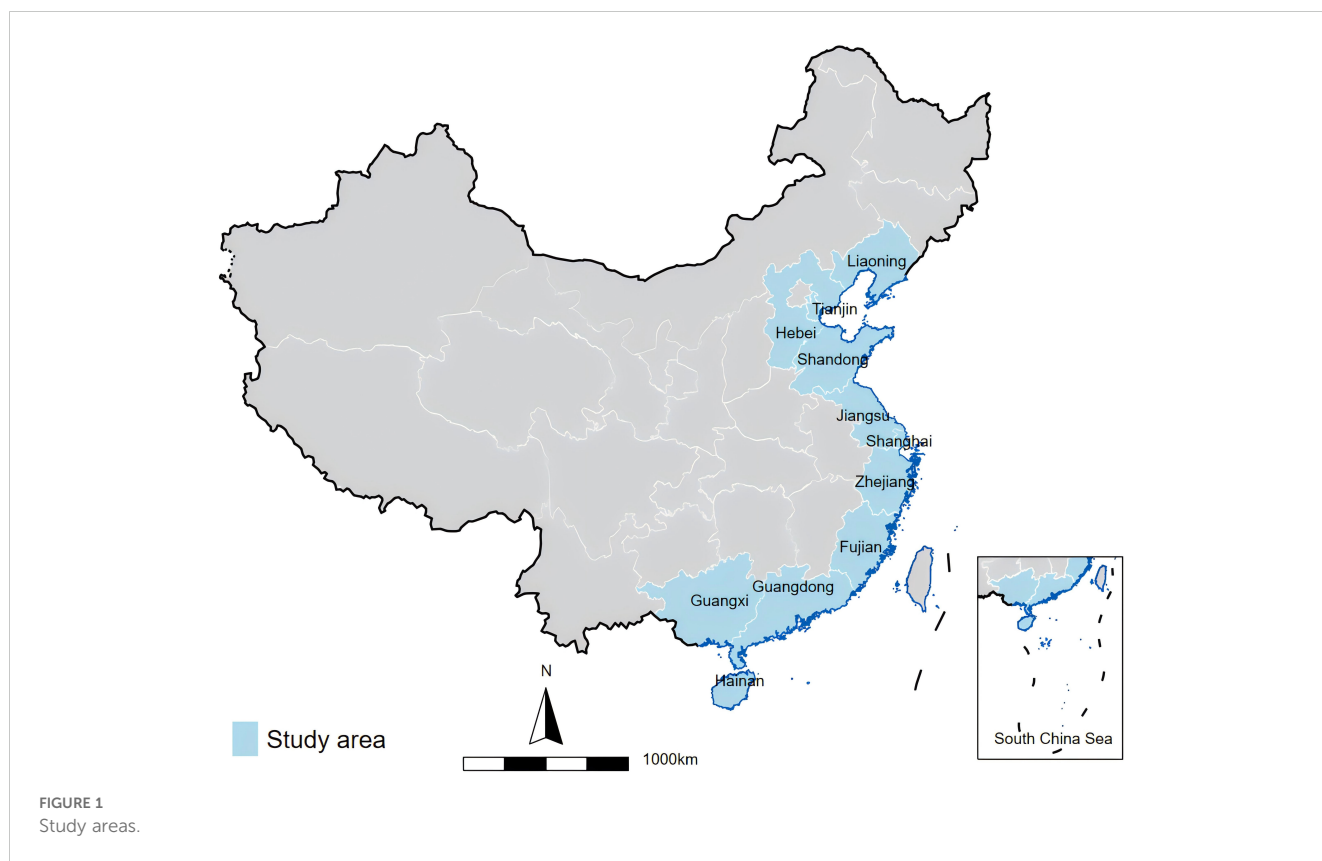 Liaoning
Tianjin
Hebei
Shandong
Jiangsu
Shanghai
Zhejiang
Fujian
Guangdong
Guangxi
Hainan
N
Study area
1000km
South China Sea
FIGURE 1
Study areas.